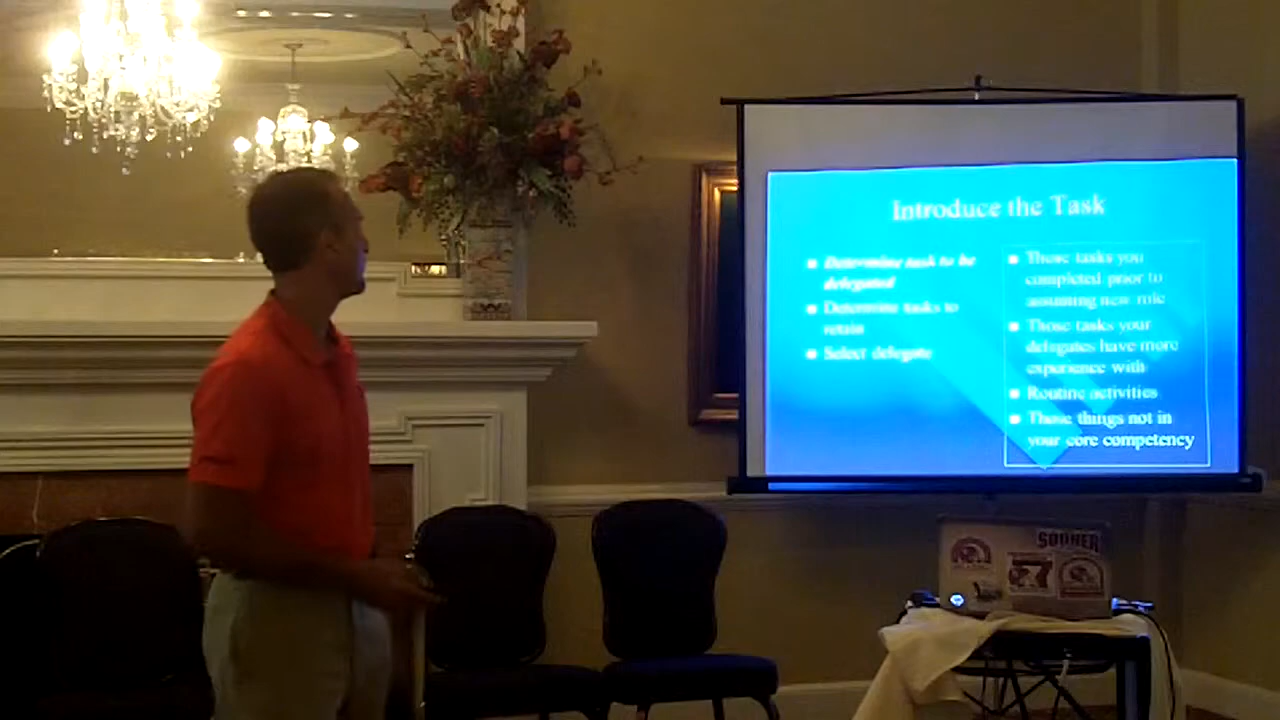 Introduce the Task
Determine task to be
delegated
Determine tasks to
retain
Select delegate
Those tasks you
completed prior to
assuming new role
Those tasks your
delegates have more
experience with
Routine activities
Those things not in
your core competency
SOONER